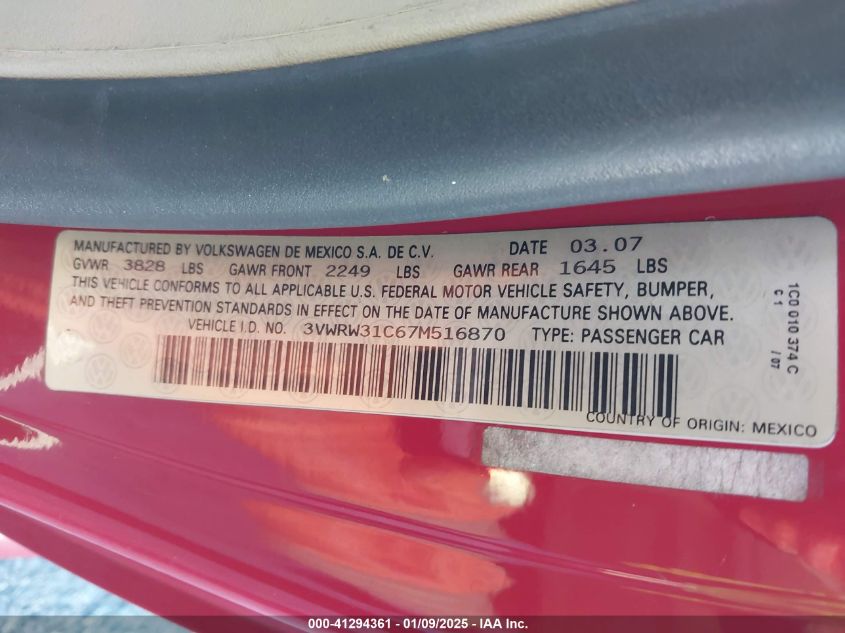 MANUFACTURED BY VOLKSWAGEN DE MEXICO S.A. DE C.V. DATE 03.07
GVWR 3828 LBS GAWR FRONT 2249 LBS GAWR REAR 1645 LBS
THIS VEHICLE CONFORMS TO ALL APPLICABLE U.S. FEDERAL MOTOR VEHICLE SAFETY, BUMPER,
AND THEFT PREVENTION STANDARDS IN EFFECT ON THE DATE OF MANUFACTURE SHOWN ABOVE.
VEHICLE I.D. NO. 3VWRW31C67M516870 TYPE: PASSENGER CAR
COUNTRY OF ORIGIN: MEXICO
1C0 010 374 C
C1 /07
000-41294361 - 01/09/2025 - IAA Inc.